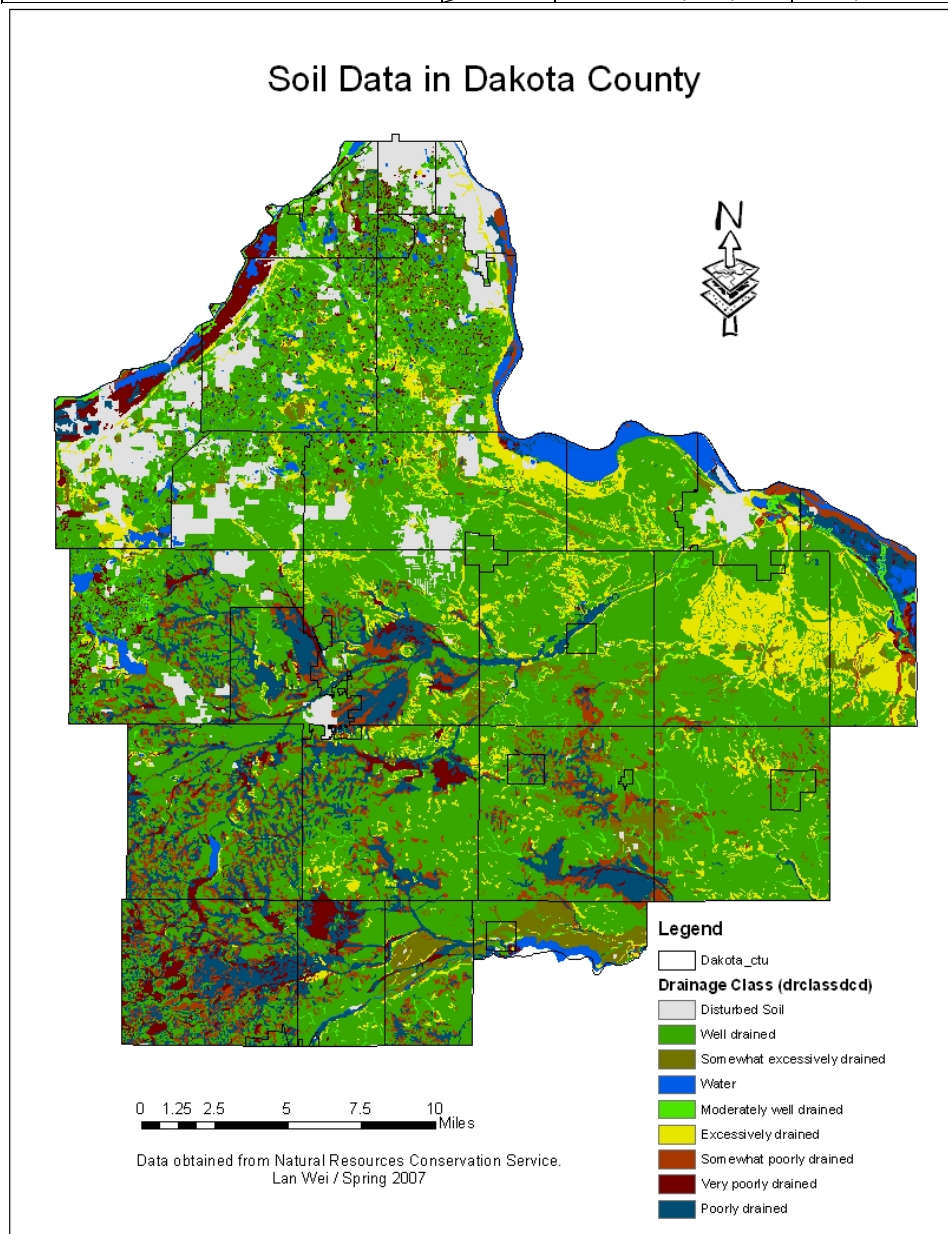 Soil Data in Dakota County
N
Legend
Dakota_ctu
Drainage Class (drclassdcd)
Disturbed Soil
Well drained
Somewhat excessively drained
Water
Moderately well drained
Excessively drained
Somewhat poorly drained
Very poorly drained
Poorly drained
0 1.25 2.5 5 7.5 10
Miles
Data obtained from Natural Resources Conservation Service.
Lan Wei / Spring 2007